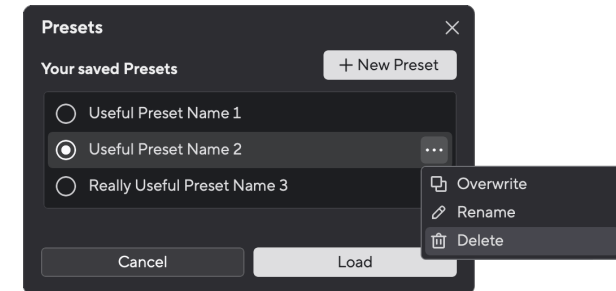 Presets
Your saved Presets
+ New Preset
Useful Preset Name 1
Useful Preset Name 2
Really Useful Preset Name 3
Overwrite
Rename
Delete
Cancel
Load